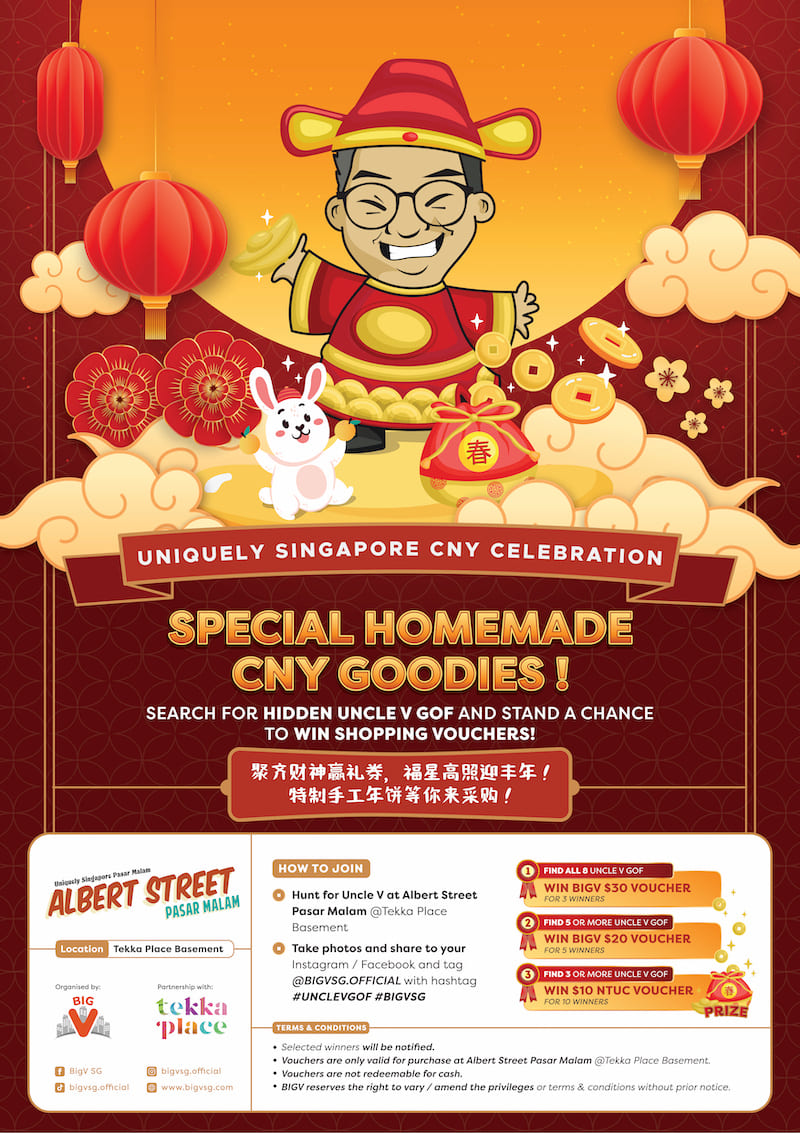 春
UNIQUELY SINGAPORE CNY CELEBRATION
SPECIAL HOMEMADE
CNY GOODIES !
SEARCH FOR HIDDEN UNCLE V GOF AND STAND A CHANCE
TO WIN SHOPPING VOUCHERS!
聚齐财神赢礼券，福星高照迎丰年！
特制手工年饼等你来采购！
Uniquely Singapore Pasar Malam
ALBERT STREET
PASAR MALAM
Location Tekka Place Basement
Organised by:
BIG
V
Partnership with:
tekka
place
BigV SG
bigvsg.official
bigvsg.official
www.bigvsg.com
HOW TO JOIN
Hunt for Uncle V at Albert Street
Pasar Malam @Tekka Place
Basement
Take photos and share to your
Instagram / Facebook and tag
@BIGVSG.OFFICIAL with hashtag
#UNCLEVGOF #BIGVSG
1 FIND ALL 8 UNCLE V GOF
WIN BIGV $30 VOUCHER
FOR 3 WINNERS
2 FIND 5 OR MORE UNCLE V GOF
WIN BIGV $20 VOUCHER
FOR 5 WINNERS
3 FIND 3 OR MORE UNCLE V GOF
WIN $10 NTUC VOUCHER
FOR 10 WINNERS
春
PRIZE
TERMS & CONDITIONS
• Selected winners will be notified.
• Vouchers are only valid for purchase at Albert Street Pasar Malam @Tekka Place Basement.
• Vouchers are not redeemable for cash.
• BIGV reserves the right to vary / amend the privileges or terms & conditions without prior notice.